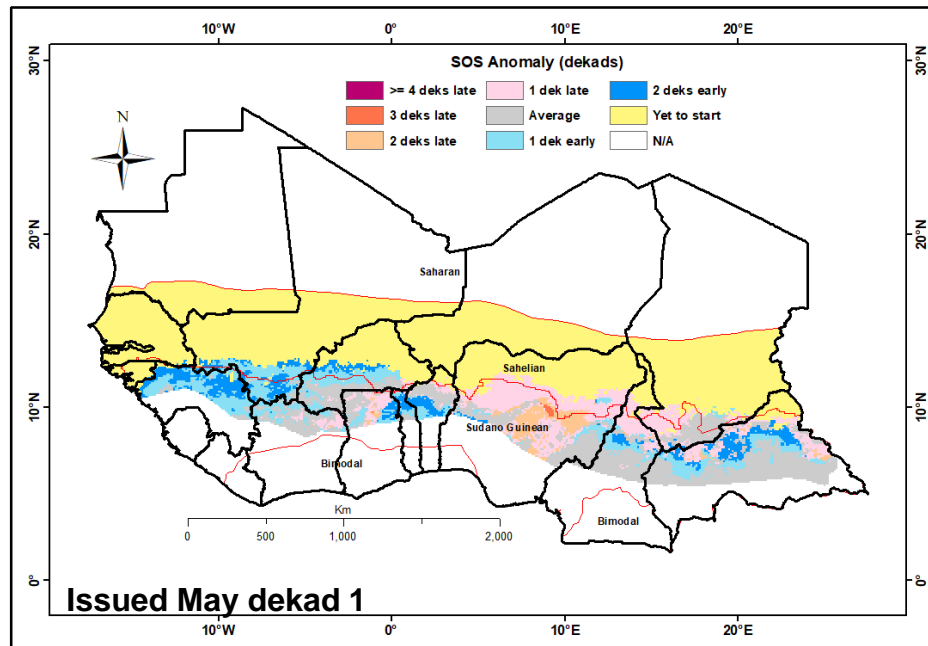 10°W 0° 10°E 20°E
30°N 30°N
SOS Anomaly (dekads)
>= 4 deks late 1 dek late 2 deks early
3 deks late Average Yet to start
2 deks late 1 dek early N/A
N
20°N 20°N
Saharan
Sahelian
10°N 10°N
Sudano Guinean
Bimodal
Bimodal
Km
0 500 1,000 2,000
Issued May dekad 1
0° 0°
10°W 0° 10°E 20°E